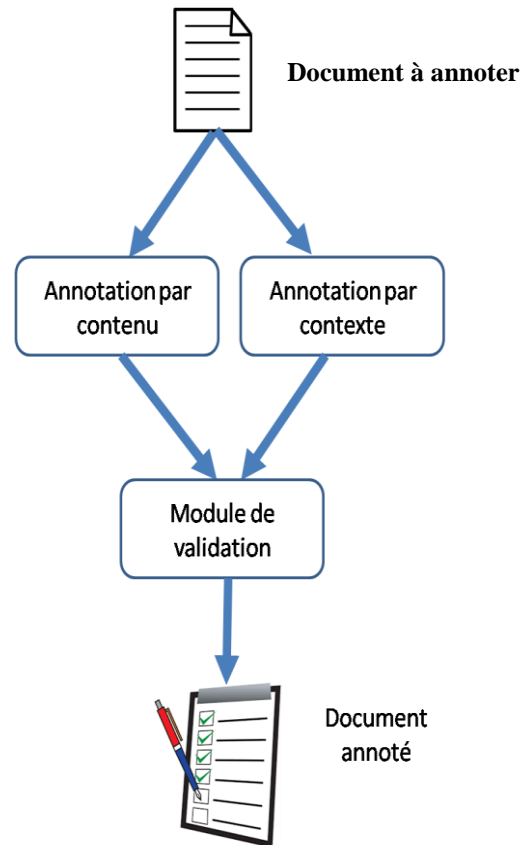 Document à annoter
Annotation par
contenu
Annotation par
contexte
Module de
validation
Document
annoté